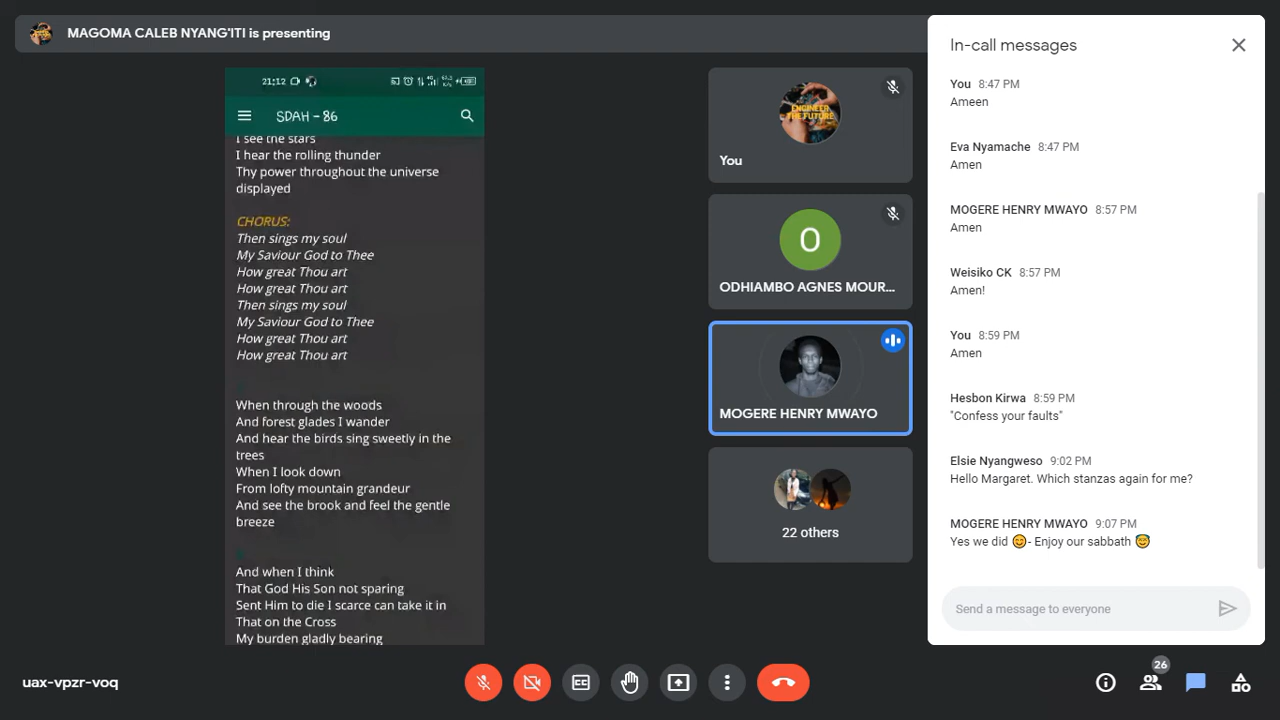 MAGOMA CALEB NYANG'ITI is presenting
21:12
SDAH - 86
I see the stars
I hear the rolling thunder
Thy power throughout the universe
displayed
CHORUS:
Then sings my soul
My Saviour God to Thee
How great Thou art
How great Thou art
Then sings my soul
My Saviour God to Thee
How great Thou art
How great Thou art
When through the woods
And forest glades I wander
And hear the birds sing sweetly in the
trees
When I look down
From lofty mountain grandeur
And see the brook and feel the gentle
breeze
And when I think
That God His Son not sparing
Sent Him to die I scarce can take it in
That on the Cross
My burden gladly bearing
ENGINEER
THE FUTURE
You
O
ODHIAMBO AGNES MOUR...
MOGERE HENRY MWAYO
22 others
In-call messages
You 8:47 PM
Ameen
Eva Nyamache 8:47 PM
Amen
MOGERE HENRY MWAYO 8:57 PM
Amen
Weisiko CK 8:57 PM
Amen!
You 8:59 PM
Amen
Hesbon Kirwa 8:59 PM
"Confess your faults"
Elsie Nyangweso 9:02 PM
Hello Margaret. Which stanzas again for me?
MOGERE HENRY MWAYO 9:07 PM
Yes we did 😊- Enjoy our sabbath 😇
Send a message to everyone
uax-vpzr-voq
CC
26